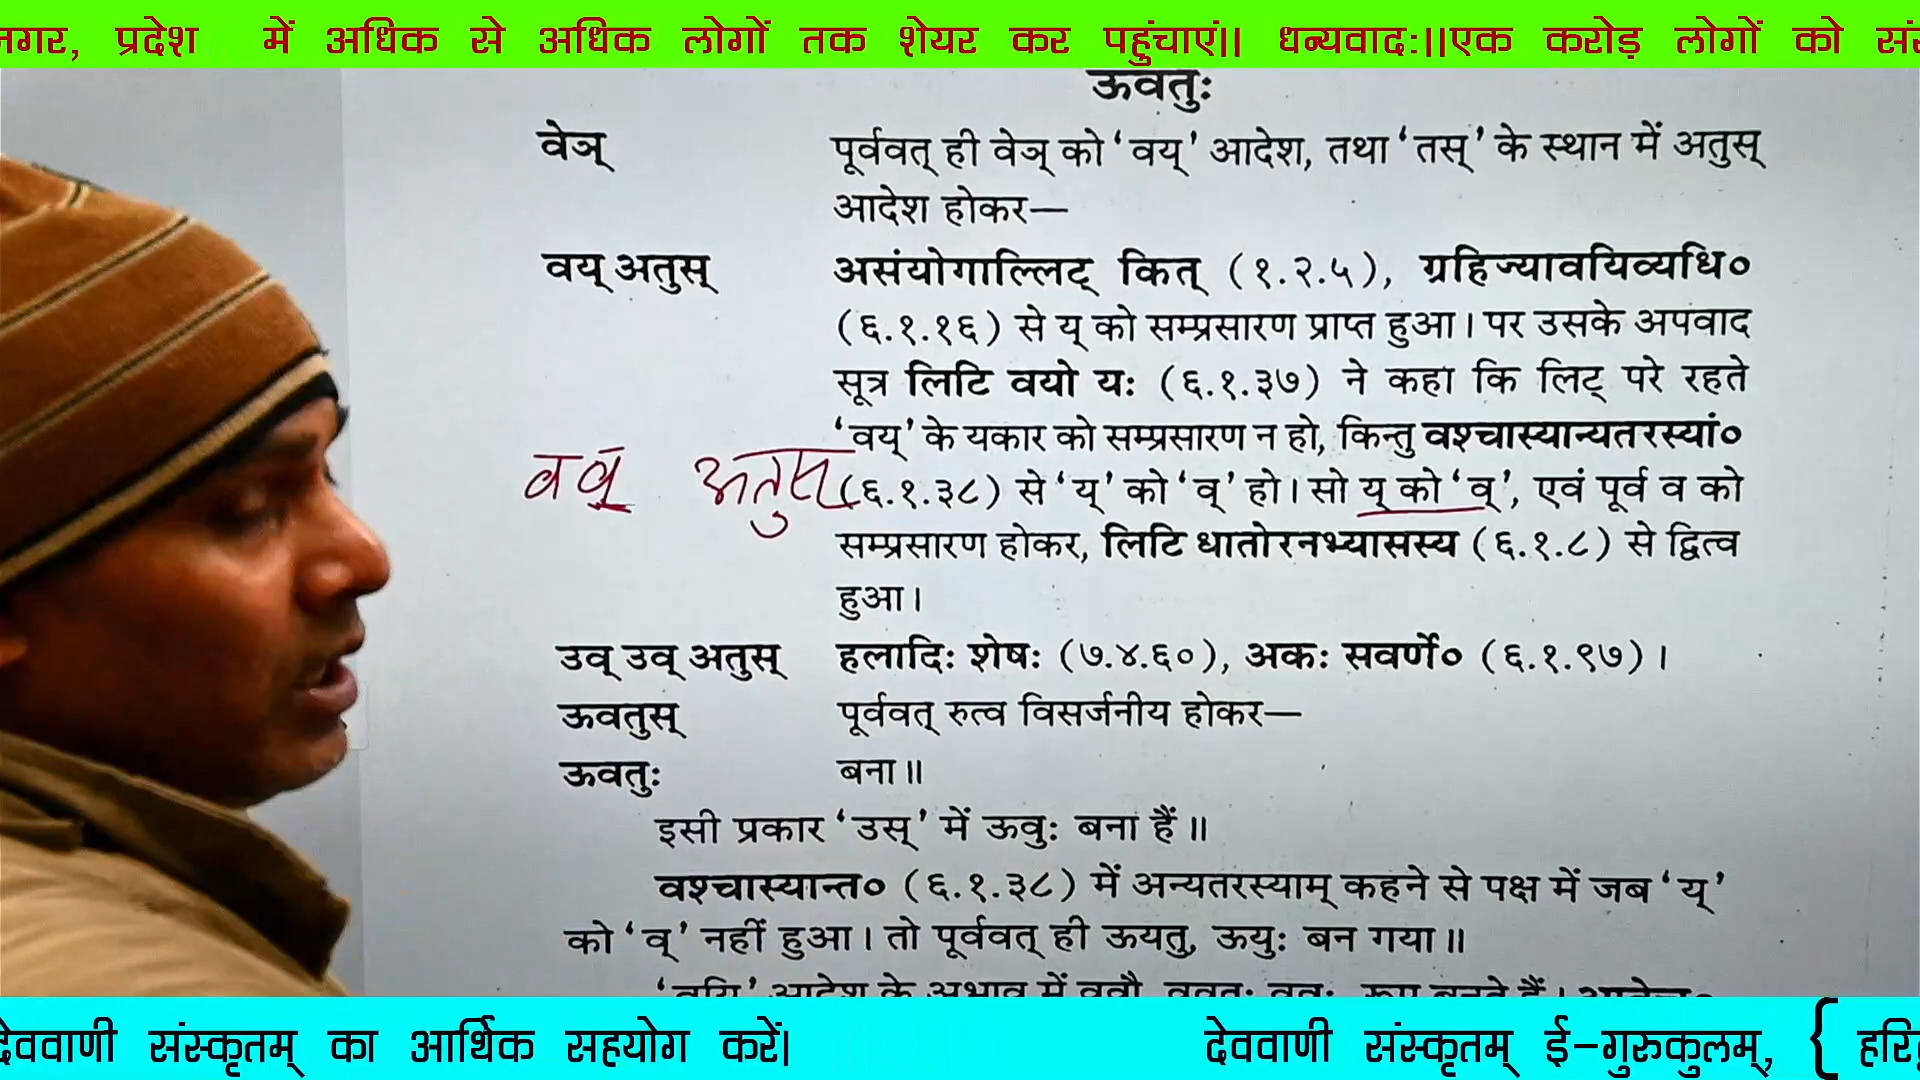 में अधिक से अधिक लोगों तक शेयर कर पहुंचाएं।। धन्यवादः।।एक करोड़ लोगों को
ऊवतुः
वेञ् पूर्ववत् ही वेञ् को ‘वय्’ आदेश, तथा ‘तस्’ के स्थान में अतुस्
आदेश होकर—
वय् अतुस् असंयोगाल्लिट् कित् (१.२.५), ग्रहिज्यावयिव्यधि०
(६.१.१६) से य् को सम्प्रसारण प्राप्त हुआ। पर उसके अपवाद
सूत्र लिटि वयो यः (६.१.३७) ने कहा कि लिट् परे रहते
‘वय्’ के यकार को सम्प्रसारण न हो, किन्तु वश्चास्यान्यतरस्यां०
वव् अतुस् (६.१.३८) से ‘य्’ को ‘व्’ हो। सो य् को ‘व्’, एवं पूर्व व को
सम्प्रसारण होकर, लिटि धातोरनभ्यासस्य (६.१.८) से द्वित्व
हुआ।
उव् उव् अतुस् हलादिः शेषः (७.४.६०), अकः सवर्णे० (६.१.९७)।
ऊवतुस् पूर्ववत् रुत्व विसर्जनीय होकर—
ऊवतुः बना॥
इसी प्रकार ‘उस्’ में ऊवुः बना हैं॥
वश्चास्यान्त० (६.१.३८) में अन्यतरस्याम् कहने से पक्ष में जब ‘य्’
को ‘व्’ नहीं हुआ। तो पूर्ववत् ही ऊयतु, ऊयुः बन गया॥
आदेश के अभाव में ववौ, ववतुः ववुः रूप बनते हैं।
देववाणी संस्कृतम् का आर्थिक सहयोग करें। देववाणी संस्कृतम् ई-गुरुकुलम्, {